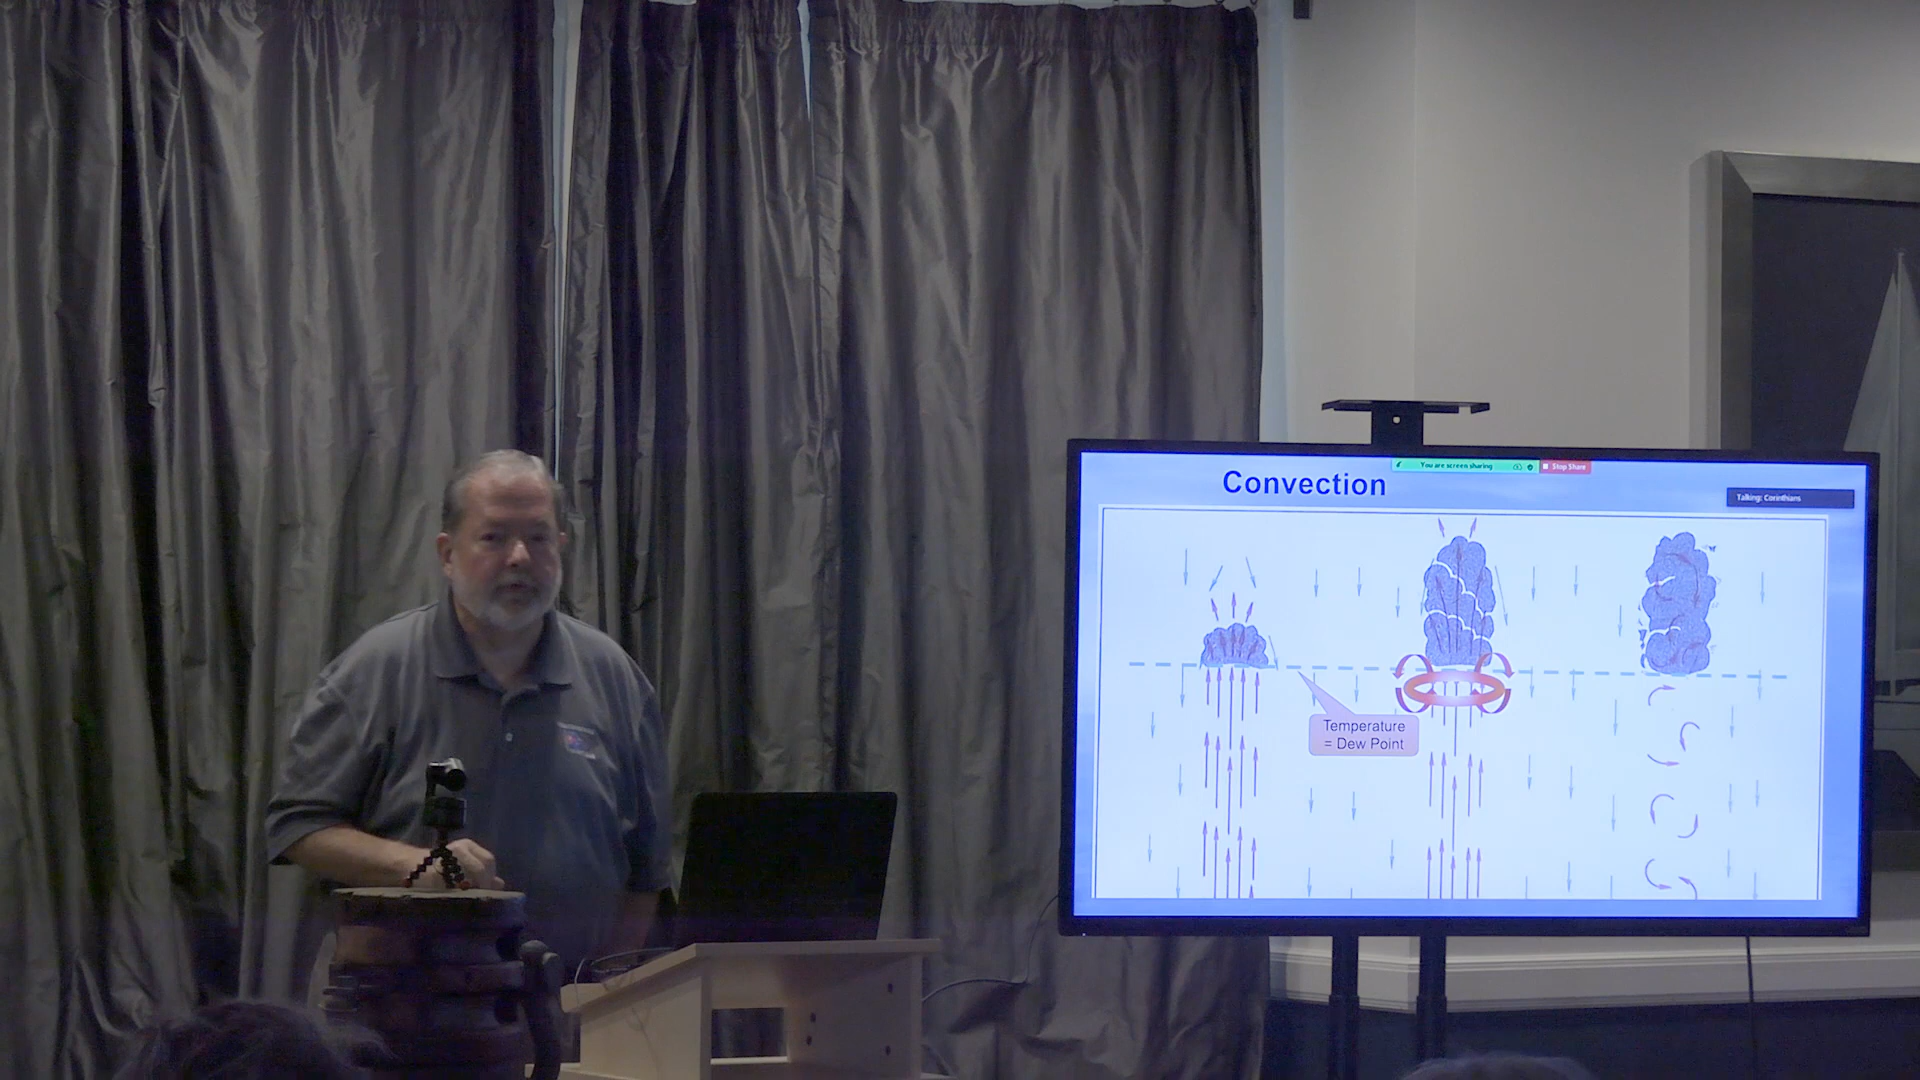 You are screen sharing
Stop Share
Convection
Talking: Corinthians
Temperature
= Dew Point